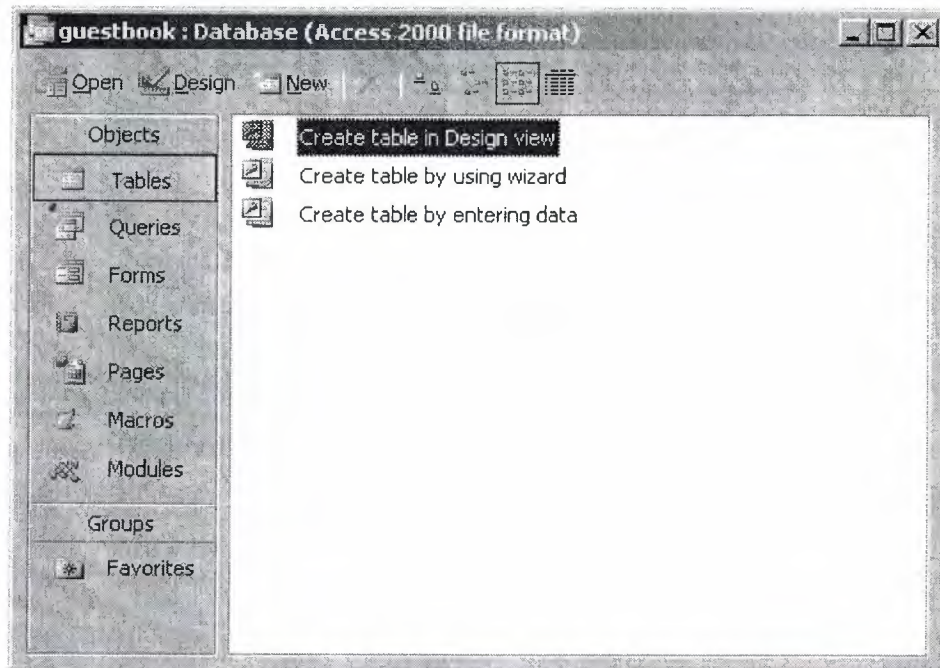 guestbook : Database (Access 2000 file format)
Open Design New
Objects
Tables
Queries
Forms
Reports
Pages
Macros
Modules
Groups
Favorites
Create table in Design view
Create table by using wizard
Create table by entering data